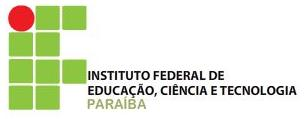 INSTITUTO FEDERAL DE
EDUCAÇÃO, CIÊNCIA E TECNOLOGIA
PARAÍBA